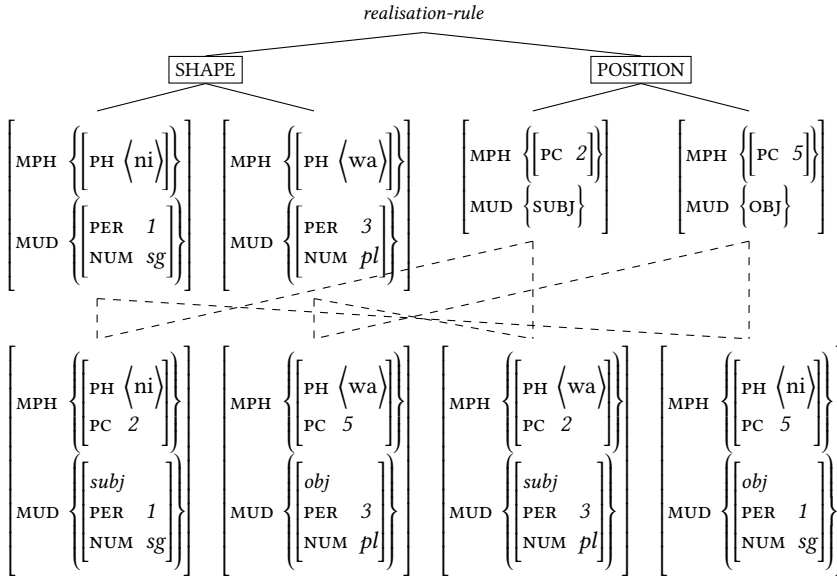 realisation-rule
SHAPE POSITION
MPH {[PH ⟨ni⟩]} MPH {[PH ⟨wa⟩]} MPH {[PC 2]} MPH {[PC 5]}
MUD {SUBJ} MUD {OBJ}
MUD {[PER 1 MUD {[PER 3
NUM sg]} NUM pl]}
MPH {[PH ⟨ni⟩ MPH {[PH ⟨wa⟩ MPH {[PH ⟨wa⟩ MPH {[PH ⟨ni⟩
PC 2]} PC 5]} PC 2]} PC 5]}
subj obj subj obj
MUD {[PER 1 MUD {[PER 3 MUD {[PER 3 MUD {[PER 1
NUM sg]} NUM pl]} NUM pl]} NUM sg]}